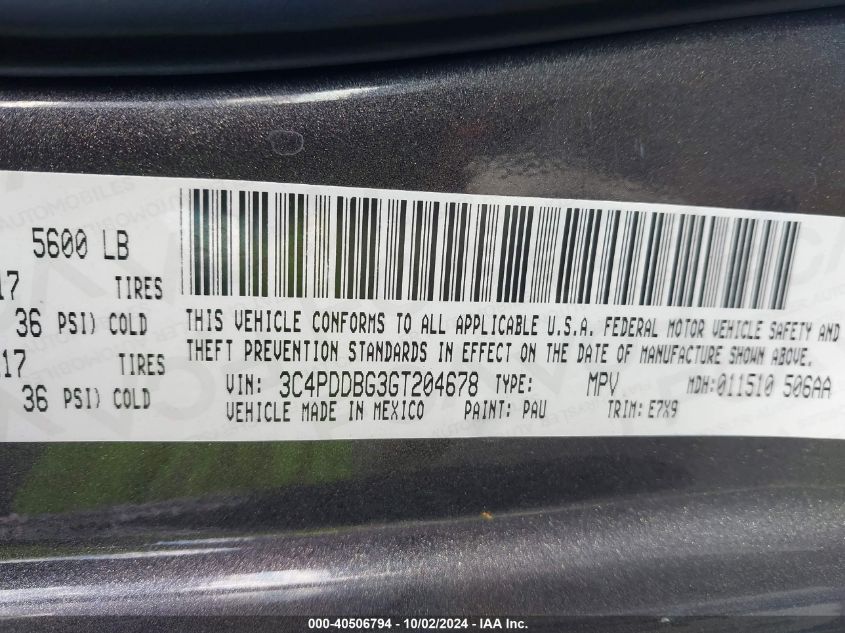 5600 LB
17 TIRES
36 PSI) COLD
17 TIRES
36 PSI) COLD
THIS VEHICLE CONFORMS TO ALL APPLICABLE U.S.A. FEDERAL MOTOR VEHICLE SAFETY AND
THEFT PREVENTION STANDARDS IN EFFECT ON THE DATE OF MANUFACTURE SHOWN ABOVE.
VIN: 3C4PDDBG3GT204678 TYPE: MPV MDH:011510 506AA
VEHICLE MADE IN MEXICO PAINT: PAU TRIM: E7X9
000-40506794 - 10/02/2024 - IAA Inc.